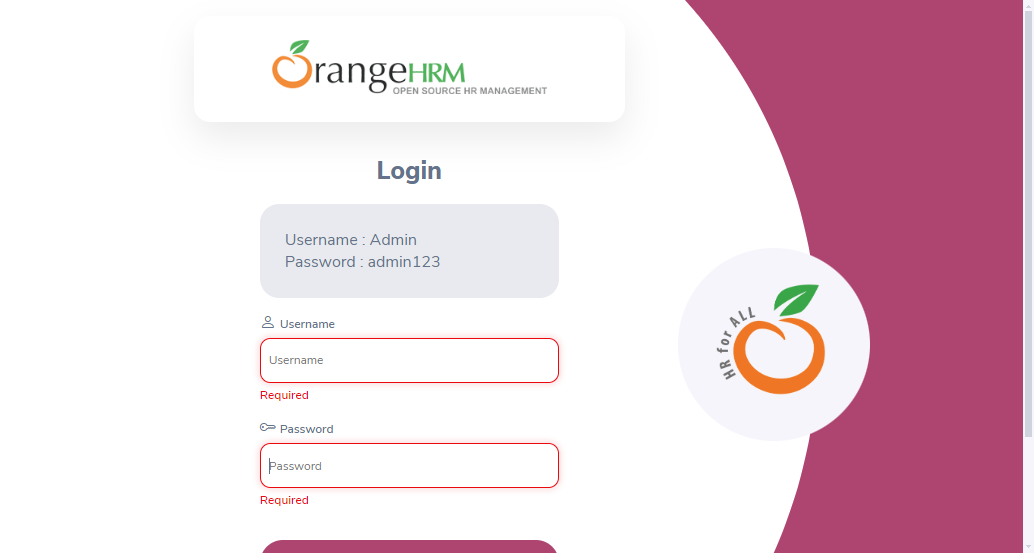 OrangeHRM
OPEN SOURCE HR MANAGEMENT
Login
Username : Admin
Password : admin123
Username
Username
Required
Password
Password
Required
HR for ALL